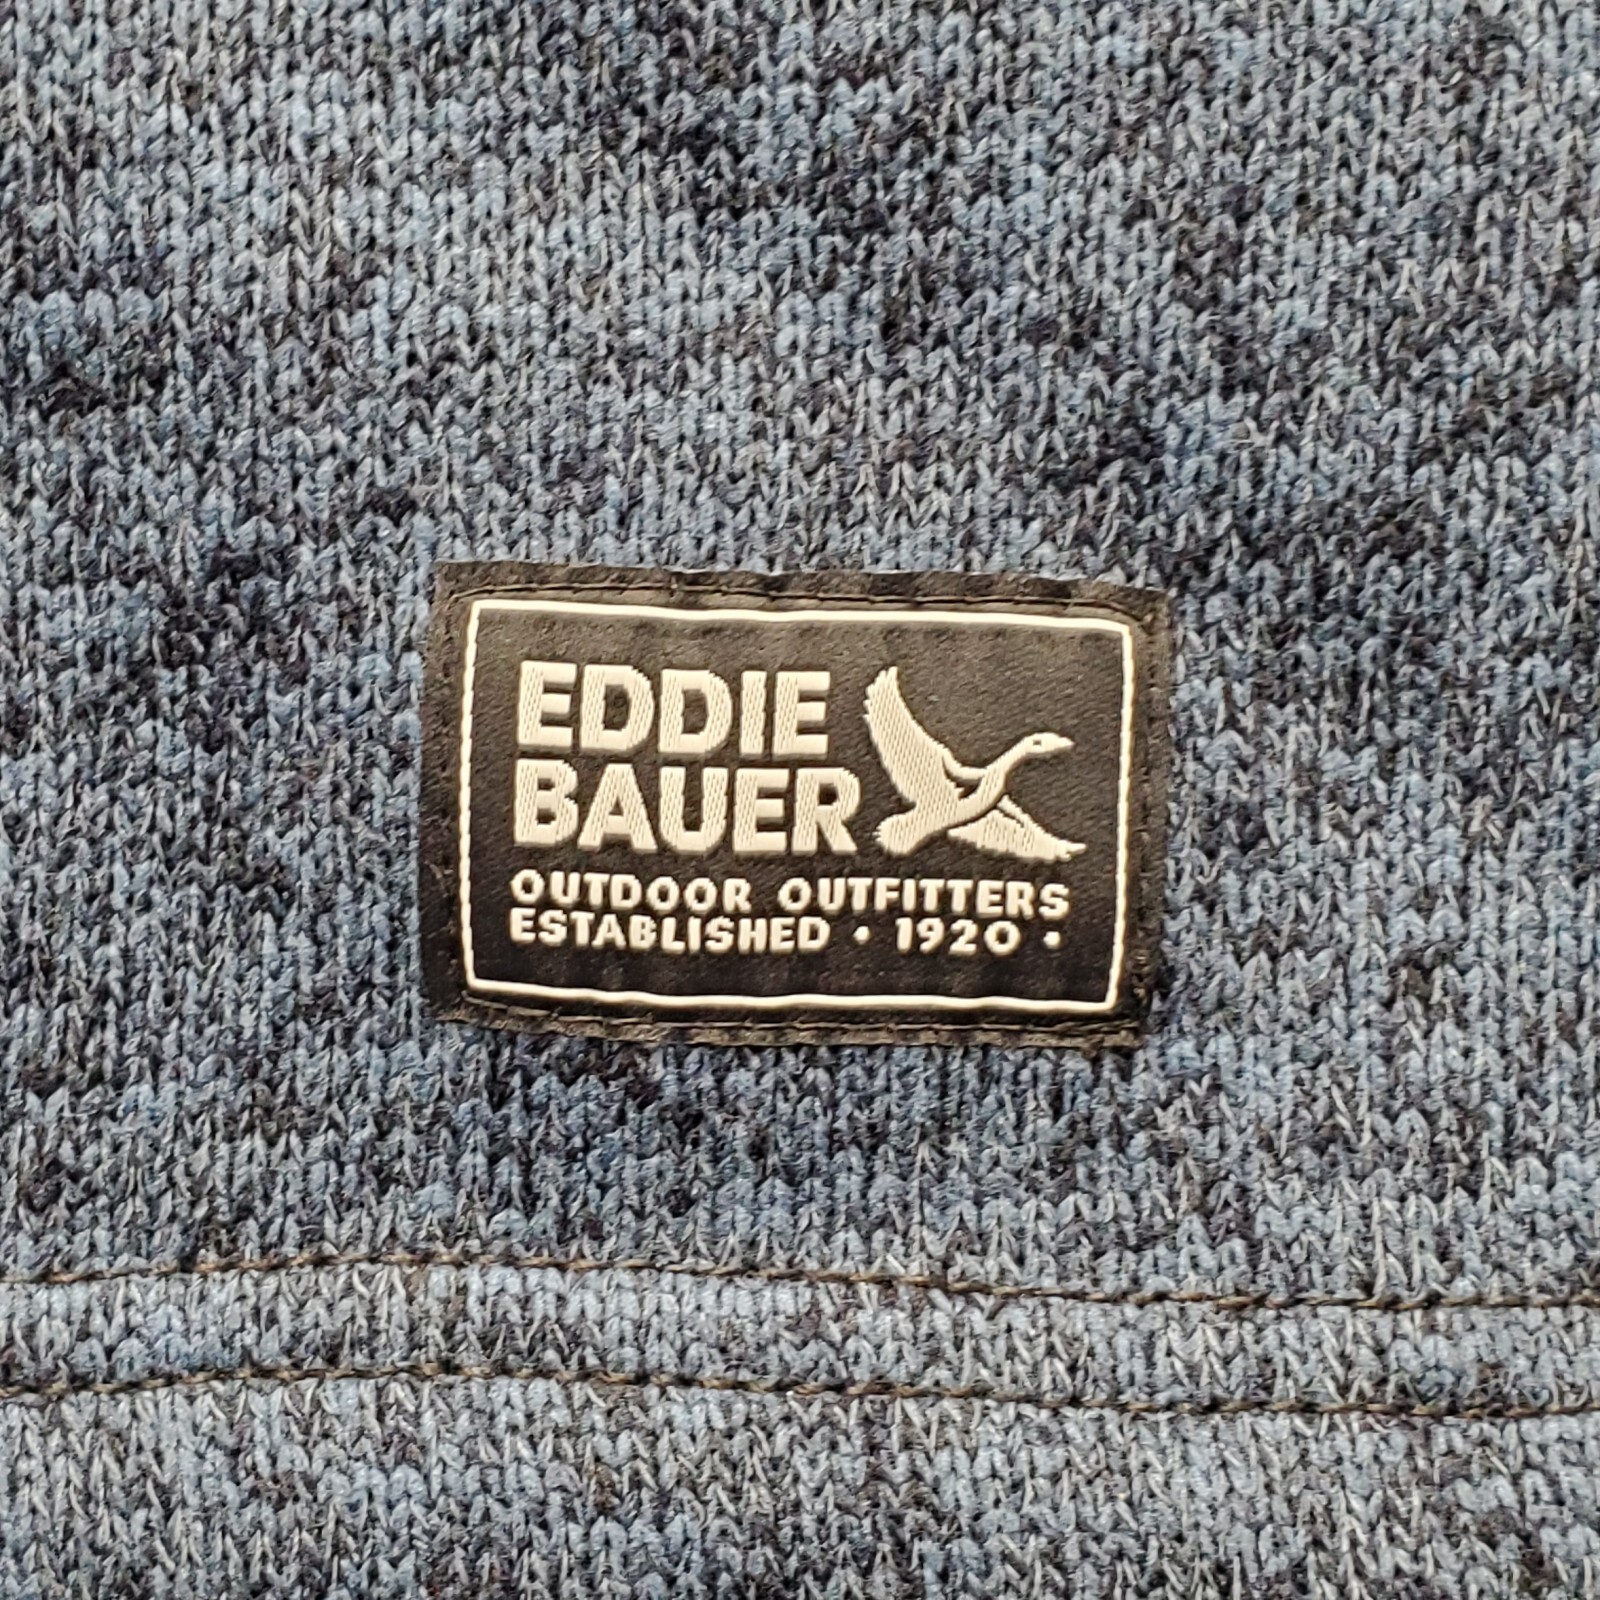 EDDIE
BAUER
OUTDOOR OUTFITTERS
ESTABLISHED • 1920 •